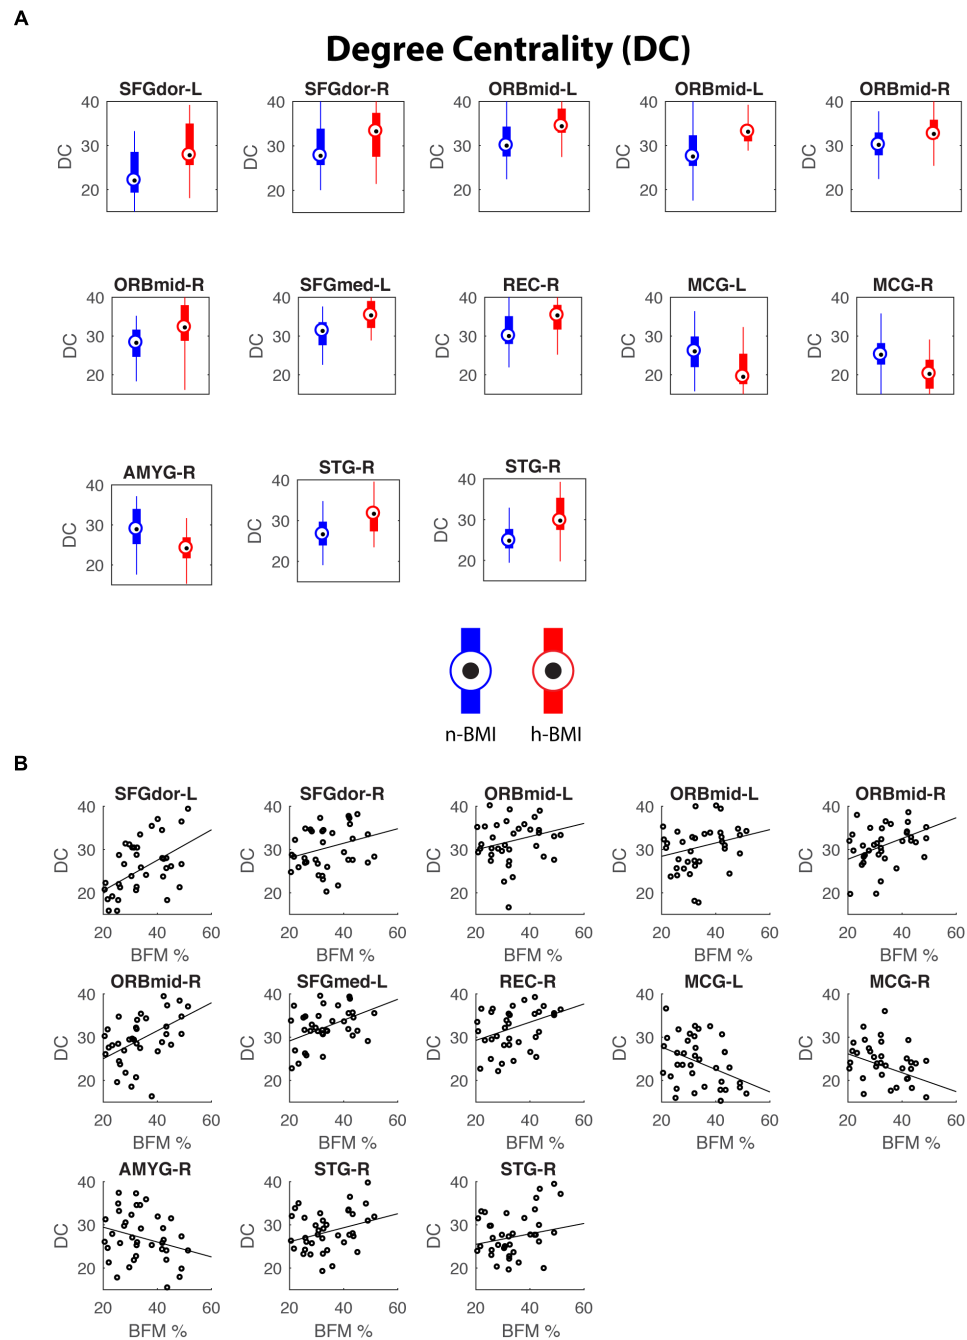 A
Degree Centrality (DC)
SFGdor-L SFGdor-R ORBmid-L ORBmid-L ORBmid-R
40 40 40 40 40
DC 30 DC 30 DC 30 DC 30 DC 30
20 20 20 20 20
ORBmid-R SFGmed-L REC-R MCG-L MCG-R
40 40 40 40 40
DC 30 DC 30 DC 30 DC 30 DC 30
20 20 20 20 20
AMYG-R STG-R STG-R
40 40 40
DC 30 DC 30 DC 30
20 20 20
n-BMI h-BMI
B
SFGdor-L SFGdor-R ORBmid-L ORBmid-L ORBmid-R
40 40 40 40 40
DC 30 DC 30 DC 30 DC 30 DC 30
20 20 20 20 20
20 40 60 20 40 60 20 40 60 20 40 60 20 40 60
BFM % BFM % BFM % BFM % BFM %
ORBmid-R SFGmed-L REC-R MCG-L MCG-R
40 40 40 40 40
DC 30 DC 30 DC 30 DC 30 DC 30
20 20 20 20 20
20 40 60 20 40 60 20 40 60 20 40 60 20 40 60
BFM % BFM % BFM % BFM % BFM %
AMYG-R STG-R STG-R
40 40 40
DC 30 DC 30 DC 30
20 20 20
20 40 60 20 40 60 20 40 60
BFM % BFM % BFM %